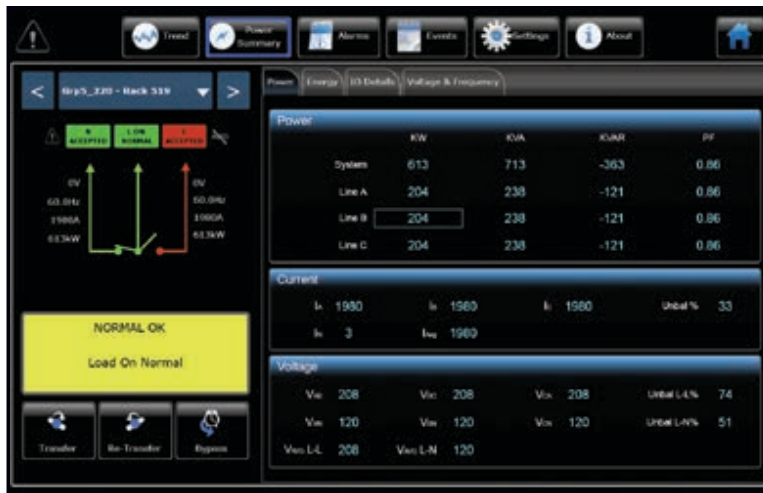 Trend
Power Summary
Alarms
Events
Settings
About
< Grp5_220 - Rack 519 >
N ACCEPTED
L ON NORMAL
E ACCEPTED
0V
60.0Hz
1980A
613kW
0V
60.0Hz
1980A
613kW
NORMAL OK
Load On Normal
Transfer
Re-Transfer
Bypass
Power
Energy
IO Details
Voltage & Frequency
Power
KW KVA KVAR PF
System 613 713 -363 0.86
Line A 204 238 -121 0.86
Line B 204 238 -121 0.86
Line C 204 238 -121 0.86
Current
1980 1980 1980 Unbal % 33
3 1980
Voltage
208 208 208 Unbal L-L% 74
120 120 120 Unbal L-N% 51
L-L 208 L-N 120